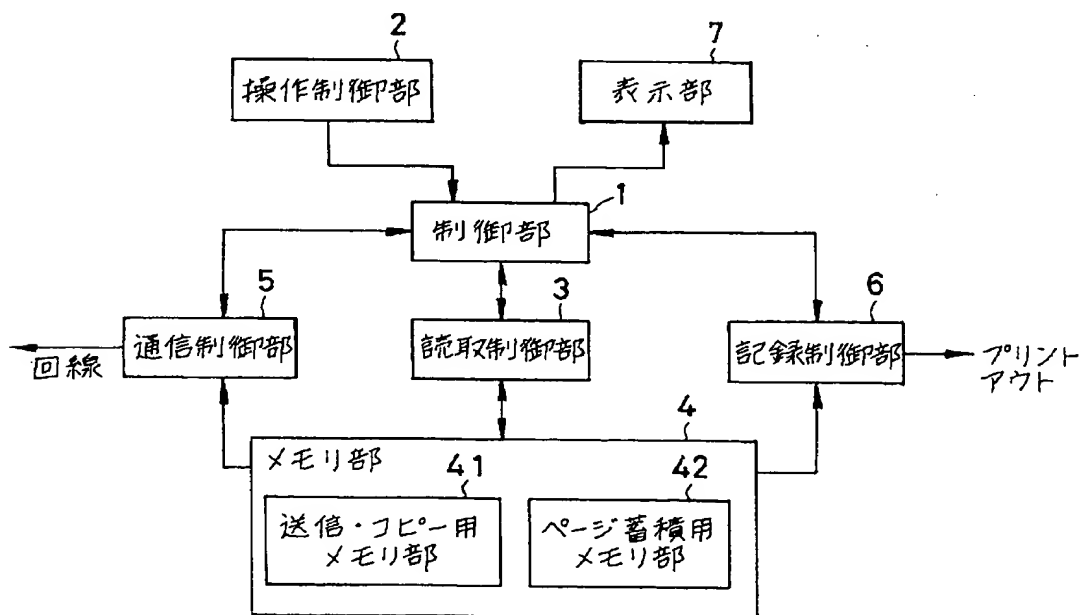 2
操作制御部
7
表示部
1
制御部
5
通信制御部
回線
3
読取制御部
6
記録制御部
プリント
アウト
4
メモリ部
41
送信・コピー用
メモリ部
42
ページ蓄積用
メモリ部